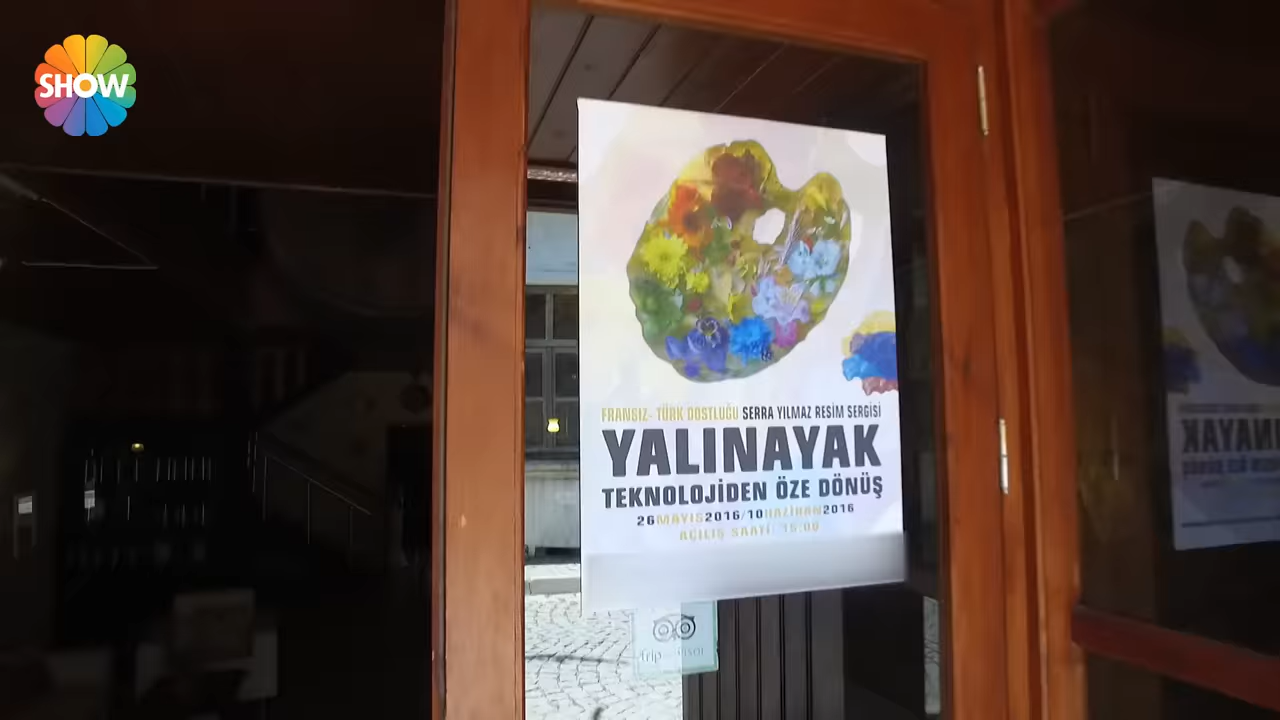 SHOW
FRANSIZ- TÜRK DOSTLUĞU SERRA YILMAZ RESİM SERGİSİ
YALINAYAK
TEKNOLOJİDEN ÖZE DÖNÜŞ
26MAYIS2016/10HAZİRAN2016
AÇILIŞ SAATİ: 15:00